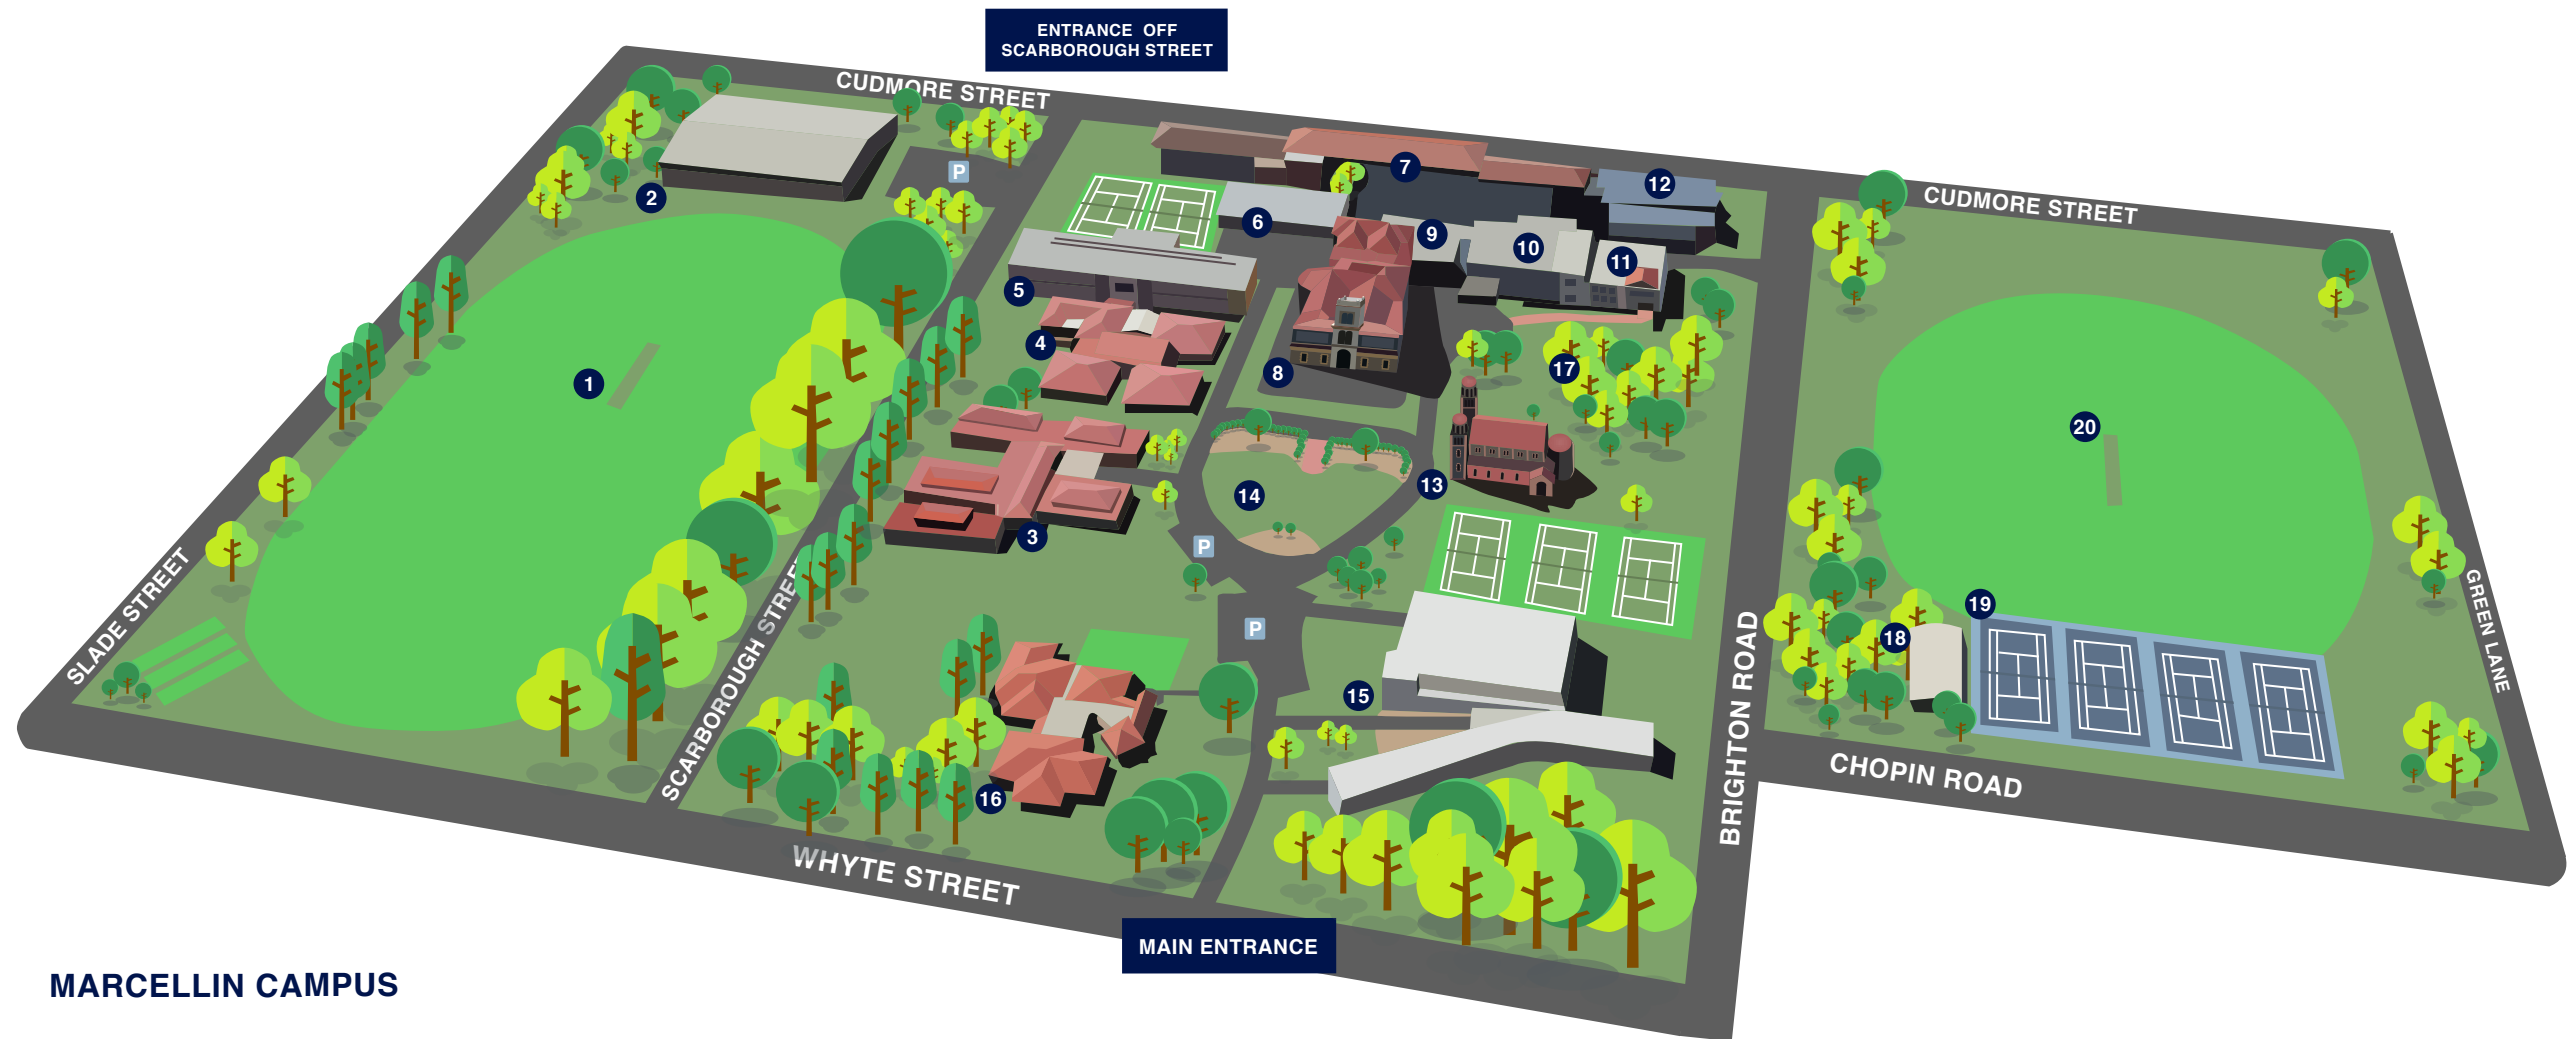 ENTRANCE OFF
SCARBOROUGH STREET
CUDMORE STREET
P
7
12
2
CUDMORE STREET
6
9
10
11
5
4
17
8
1
20
13
14
3
P
SLADE STREET
SCARBOROUGH STREET
P
19
18
GREEN LANE
15
BRIGHTON ROAD
CHOPIN ROAD
16
WHYTE STREET
MAIN ENTRANCE
MARCELLIN CAMPUS